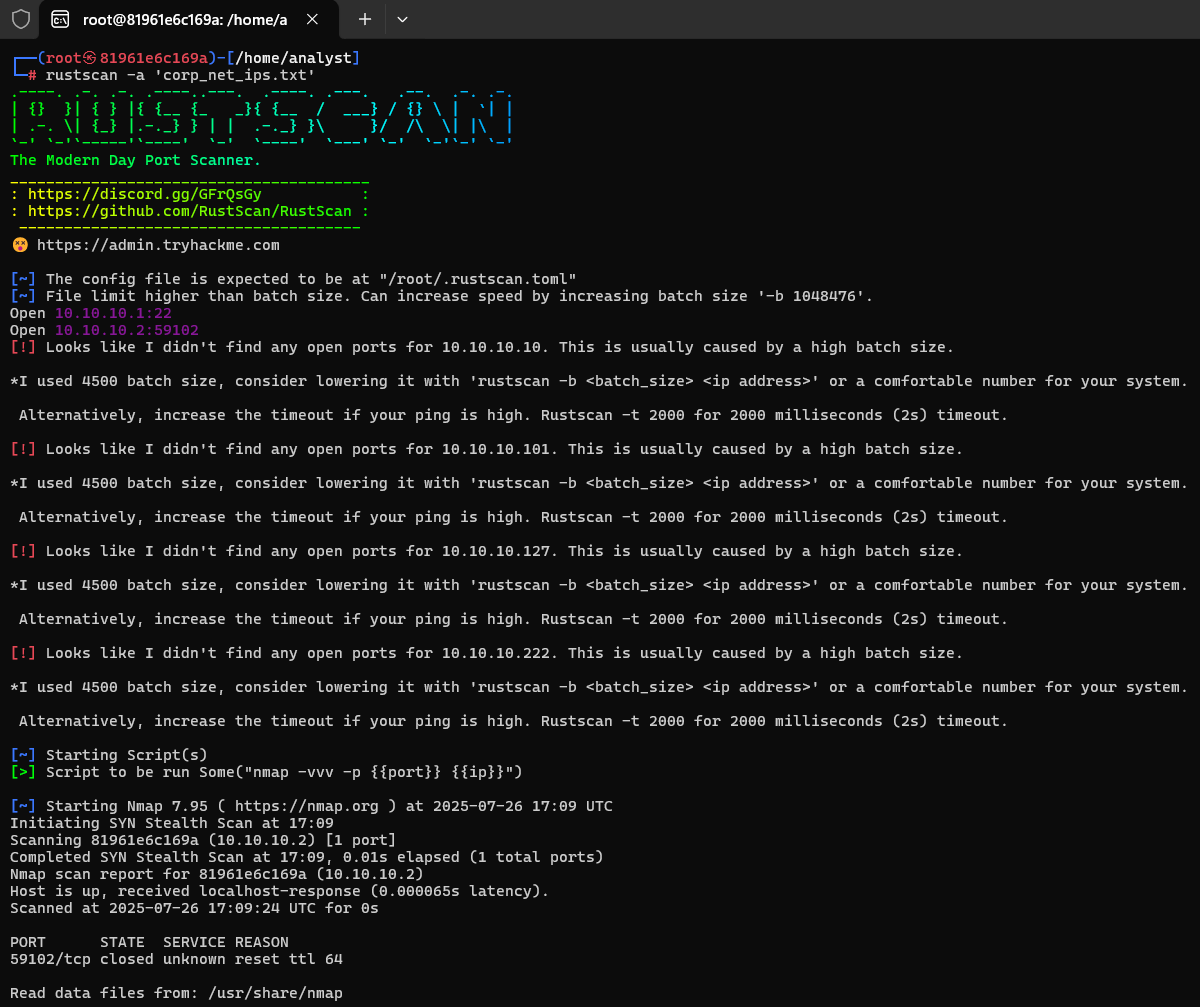 root@81961e6c169a: /home/a
┌──(root㉿81961e6c169a)-[/home/analyst]
└─# rustscan -a 'corp_net_ips.txt'
.----. .-. .-. .----..---.  .----. .---.   .--.  .-. .-.
| {}  }| { } |{ {__ {_   _}{ {__  /  ___} / {} \ |  `| |
| .-. \| {_} |.-._} } | |  .-._} }\     }/  /\  \| |\  |
`-' `-'`-----'`----'  `-'  `----'  `---' `-'  `-'`-' `-'
The Modern Day Port Scanner.
________________________________________
: https://discord.gg/GFrQsGy           :
: https://github.com/RustScan/RustScan :
 --------------------------------------
😵 https://admin.tryhackme.com
[~] The config file is expected to be at "/root/.rustscan.toml"
[~] File limit higher than batch size. Can increase speed by increasing batch size '-b 1048476'.
Open 10.10.10.1:22
Open 10.10.10.2:59102
[!] Looks like I didn't find any open ports for 10.10.10.10. This is usually caused by a high batch size.
*I used 4500 batch size, consider lowering it with 'rustscan -b <batch_size> <ip address>' or a comfortable number for your system.
 Alternatively, increase the timeout if your ping is high. Rustscan -t 2000 for 2000 milliseconds (2s) timeout.
[!] Looks like I didn't find any open ports for 10.10.10.101. This is usually caused by a high batch size.
*I used 4500 batch size, consider lowering it with 'rustscan -b <batch_size> <ip address>' or a comfortable number for your system.
 Alternatively, increase the timeout if your ping is high. Rustscan -t 2000 for 2000 milliseconds (2s) timeout.
[!] Looks like I didn't find any open ports for 10.10.10.127. This is usually caused by a high batch size.
*I used 4500 batch size, consider lowering it with 'rustscan -b <batch_size> <ip address>' or a comfortable number for your system.
 Alternatively, increase the timeout if your ping is high. Rustscan -t 2000 for 2000 milliseconds (2s) timeout.
[!] Looks like I didn't find any open ports for 10.10.10.222. This is usually caused by a high batch size.
*I used 4500 batch size, consider lowering it with 'rustscan -b <batch_size> <ip address>' or a comfortable number for your system.
 Alternatively, increase the timeout if your ping is high. Rustscan -t 2000 for 2000 milliseconds (2s) timeout.
[~] Starting Script(s)
[>] Script to be run Some("nmap -vvv -p {{port}} {{ip}}")
[~] Starting Nmap 7.95 ( https://nmap.org ) at 2025-07-26 17:09 UTC
Initiating SYN Stealth Scan at 17:09
Scanning 81961e6c169a (10.10.10.2) [1 port]
Completed SYN Stealth Scan at 17:09, 0.01s elapsed (1 total ports)
Nmap scan report for 81961e6c169a (10.10.10.2)
Host is up, received localhost-response (0.000065s latency).
Scanned at 2025-07-26 17:09:24 UTC for 0s
PORT      STATE  SERVICE REASON
59102/tcp closed unknown reset ttl 64
Read data files from: /usr/share/nmap